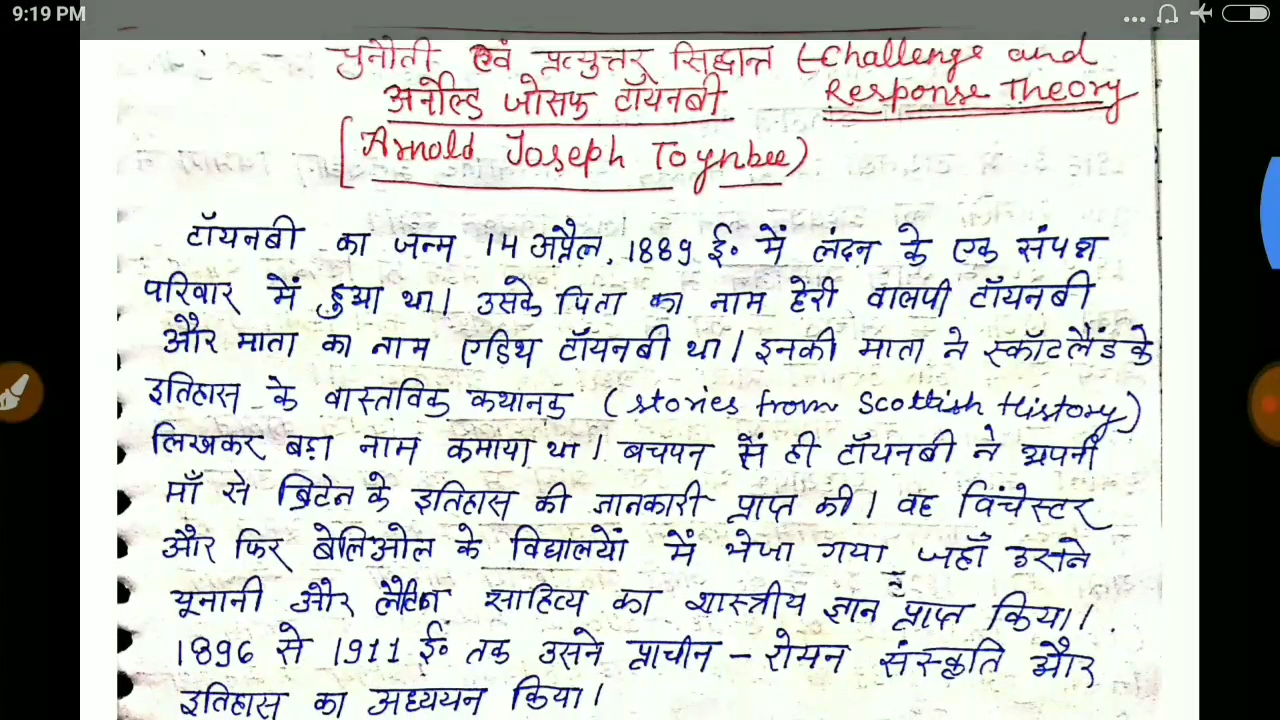 9:19 PM
चुनौती एवं प्रत्युत्तर सिद्धान्त (-Challenge and
अर्नोल्ड जोसफ टॉयनबी Response Theory
[Arnold Joseph Toynbee)
टॉयनबी का जन्म 14 अप्रैल, 1889 ई॰ में लंदन के एक संपन्न
परिवार में हुआ था। उसके पिता का नाम हेरी वालपी टॉयनबी
और माता का नाम एडिथ टॉयनबी था। इनकी माता ने स्कॉटलैंड के
इतिहास के वास्तविक कथानक (stories from Scottish History)
लिखकर बड़ा नाम कमाया था। बचपन सें ही टॉयनबी ने अपनी
माँ से ब्रिटेन के इतिहास की जानकारी प्राप्त की। वह विंचेस्टर
और फिर बेलिओल के विद्यालयों में भेजा गया जहाँ उसने
यूनानी और लैटिन साहित्य का शास्त्रीय ज्ञान प्राप्त किया।
1896 से 1911 ई॰ तक उसने प्राचीन - रोमन संस्कृति और
इतिहास का अध्ययन किया।